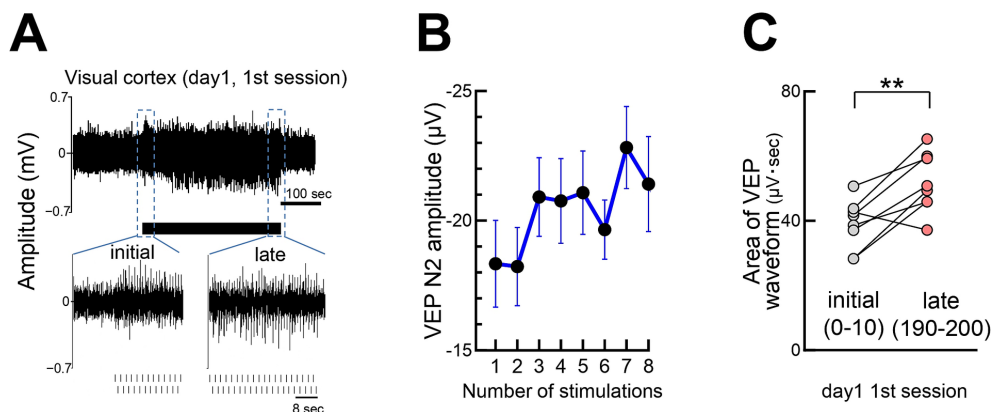 A
Visual cortex (day1, 1st session)
Amplitude (mV)
0.7
0
−0.7
100 sec
initial
late
0
−0.7
8 sec
B
VEP N2 amplitude (μV)
-25
-20
-15
1 2 3 4 5 6 7 8
Number of stimulations
C
Area of VEP
waveform (μV·sec)
80
40
0
**
initial
(0-10)
late
(190-200)
day1 1st session